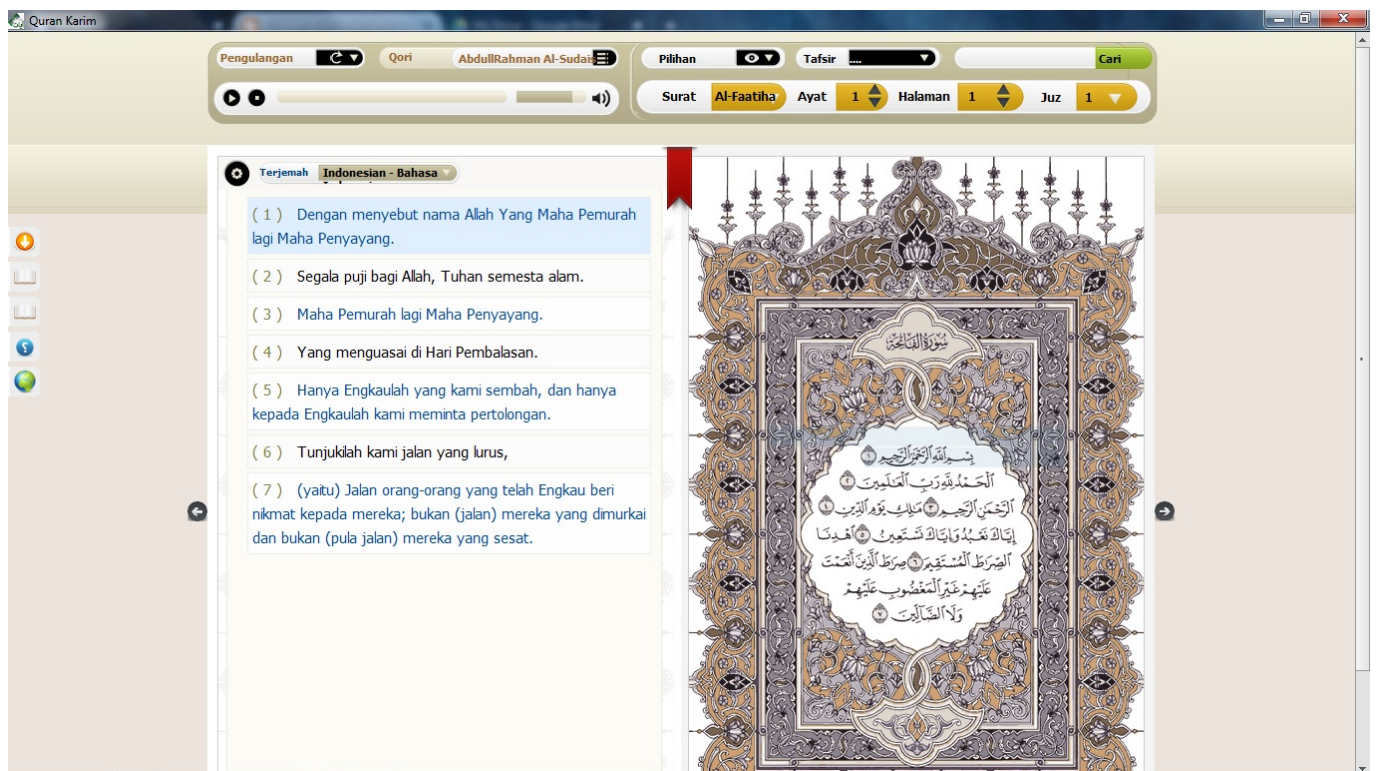 Quran Karim
Pengulangan Qori AbdullRahman Al-Sudais
Pilihan Tafsir .... Cari
Surat Al-Faatiha Ayat 1 Halaman 1 Juz 1
Terjemah Indonesian - Bahasa
( 1 ) Dengan menyebut nama Allah Yang Maha Pemurah
lagi Maha Penyayang.
( 2 ) Segala puji bagi Allah, Tuhan semesta alam.
( 3 ) Maha Pemurah lagi Maha Penyayang.
( 4 ) Yang menguasai di Hari Pembalasan.
( 5 ) Hanya Engkaulah yang kami sembah, dan hanya
kepada Engkaulah kami meminta pertolongan.
( 6 ) Tunjukilah kami jalan yang lurus,
( 7 ) (yaitu) Jalan orang-orang yang telah Engkau beri
nikmat kepada mereka; bukan (jalan) mereka yang dimurkai
dan bukan (pula jalan) mereka yang sesat.
سُورَةُ الفَاتِحَة
بِسْمِ ٱللَّهِ ٱلرَّحْمَٰنِ ٱلرَّحِيمِ ١
ٱلْحَمْدُ لِلَّهِ رَبِّ ٱلْعَٰلَمِينَ ٢
ٱلرَّحْمَٰنِ ٱلرَّحِيمِ ٣ مَٰلِكِ يَوْمِ ٱلدِّينِ ٤
إِيَّاكَ نَعْبُدُ وَإِيَّاكَ نَسْتَعِينُ ٥ ٱهْدِنَا
ٱلصِّرَٰطَ ٱلْمُسْتَقِيمَ ٦ صِرَٰطَ ٱلَّذِينَ أَنْعَمْتَ
عَلَيْهِمْ غَيْرِ ٱلْمَغْضُوبِ عَلَيْهِمْ
وَلَا ٱلضَّآلِّينَ ٧